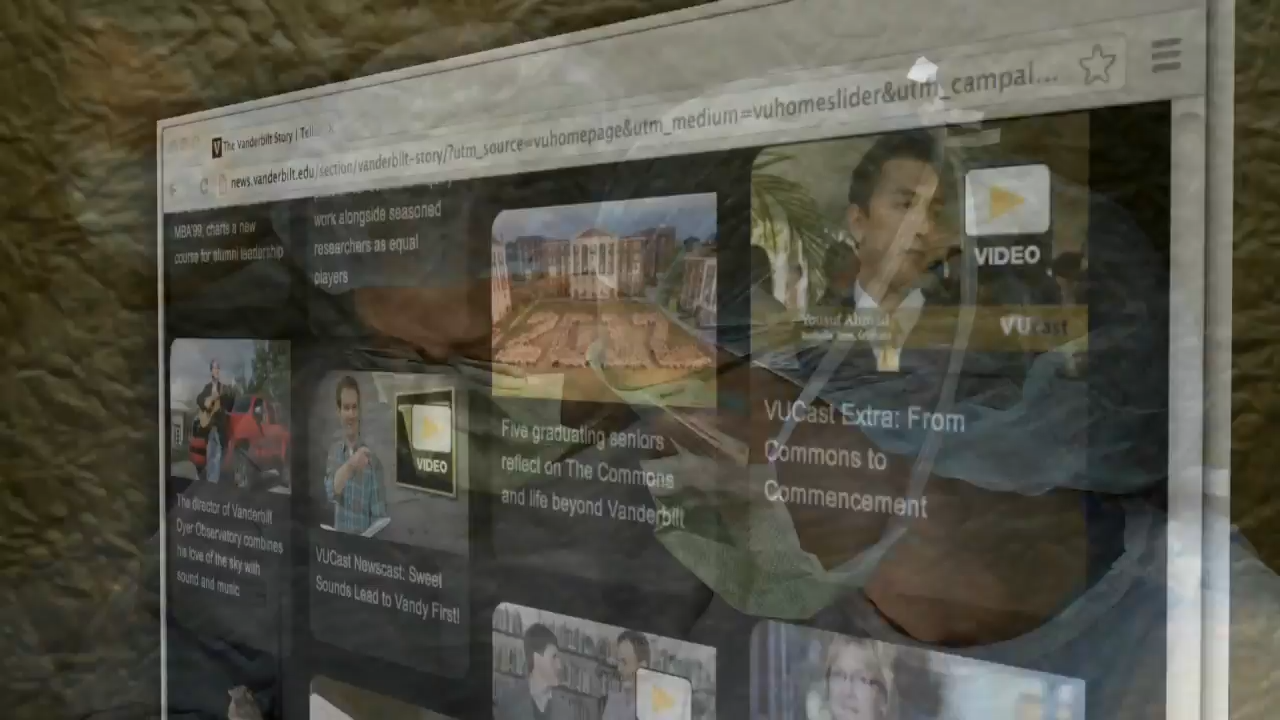 The Vanderbilt Story | Tell
news.vanderbilt.edu/section/vanderbilt-story/?utm_source=vuhomepage&utm_medium=vuhomeslider&utm_campai...
MBA'99, charts a new
course for alumni leadership
work alongside seasoned
researchers as equal
players
VIDEO
Yousuf Ahmad
VUcast
The director of Vanderbilt
Dyer Observatory combines
his love of the sky with
sound and music
VIDEO
VUCast Newscast: Sweet
Sounds Lead to Vandy First!
Five graduating seniors
reflect on The Commons
and life beyond Vanderbilt
VUCast Extra: From
Commons to
Commencement